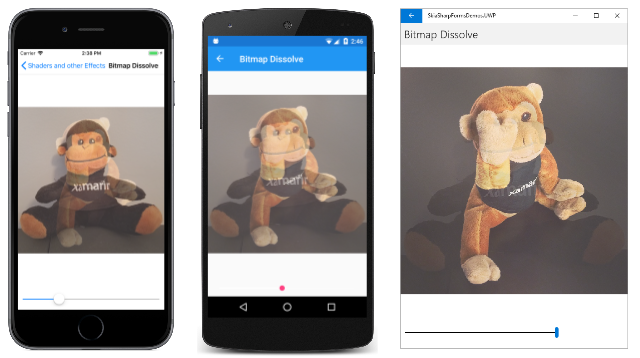 Carrier
2:38 PM
Shaders and other Effects
Bitmap Dissolve
Xamarin
2:46
Bitmap Dissolve
Xamarin
SkiaSharpFormsDemos.UWP
Bitmap Dissolve
Xamarin